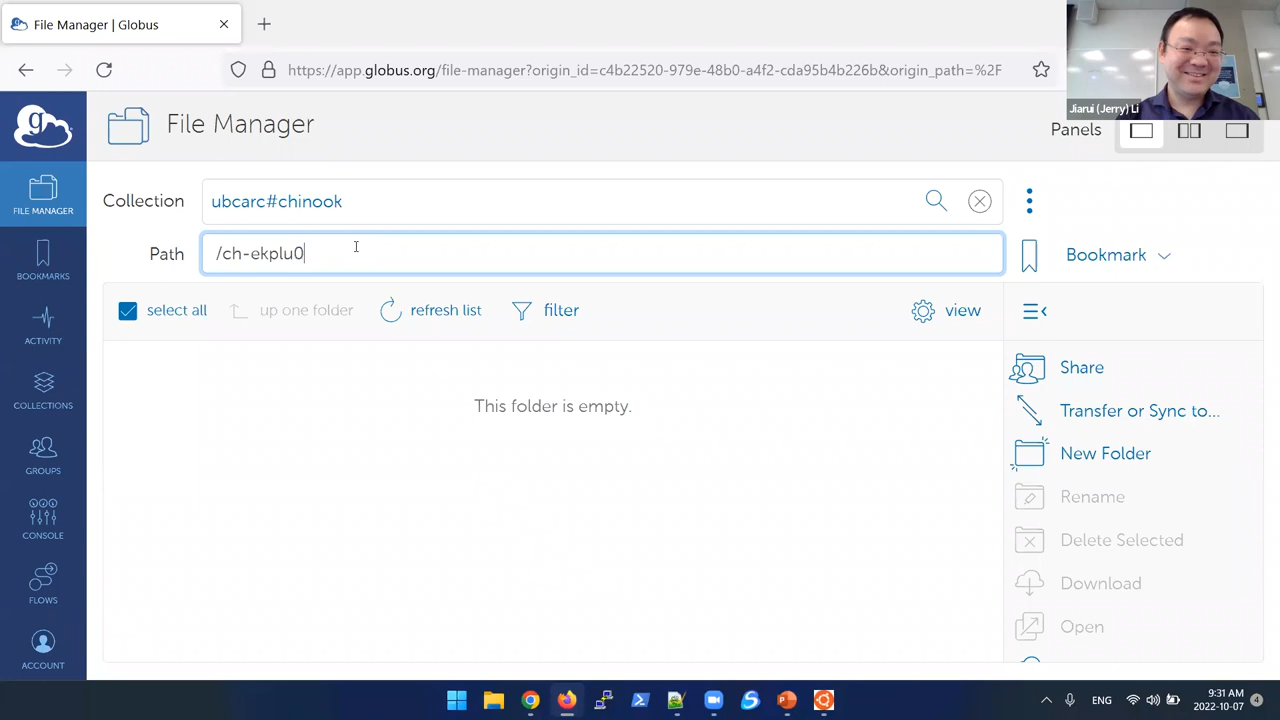 File Manager | Globus
https://app.globus.org/file-manager?origin_id=c4b22520-979e-48b0-a4f2-cda95b4b226b&origin_path=%2F
Jiarui (Jerry) Li
g
File Manager
Panels
FILE MANAGER
BOOKMARKS
ACTIVITY
COLLECTIONS
GROUPS
CONSOLE
FLOWS
ACCOUNT
Collection
ubcarc#chinook
Path
/ch-ekplu0
Bookmark
select all
up one folder
refresh list
filter
view
This folder is empty.
Share
Transfer or Sync to...
New Folder
Rename
Delete Selected
Download
Open
ENG
9:31 AM
2022-10-07
4